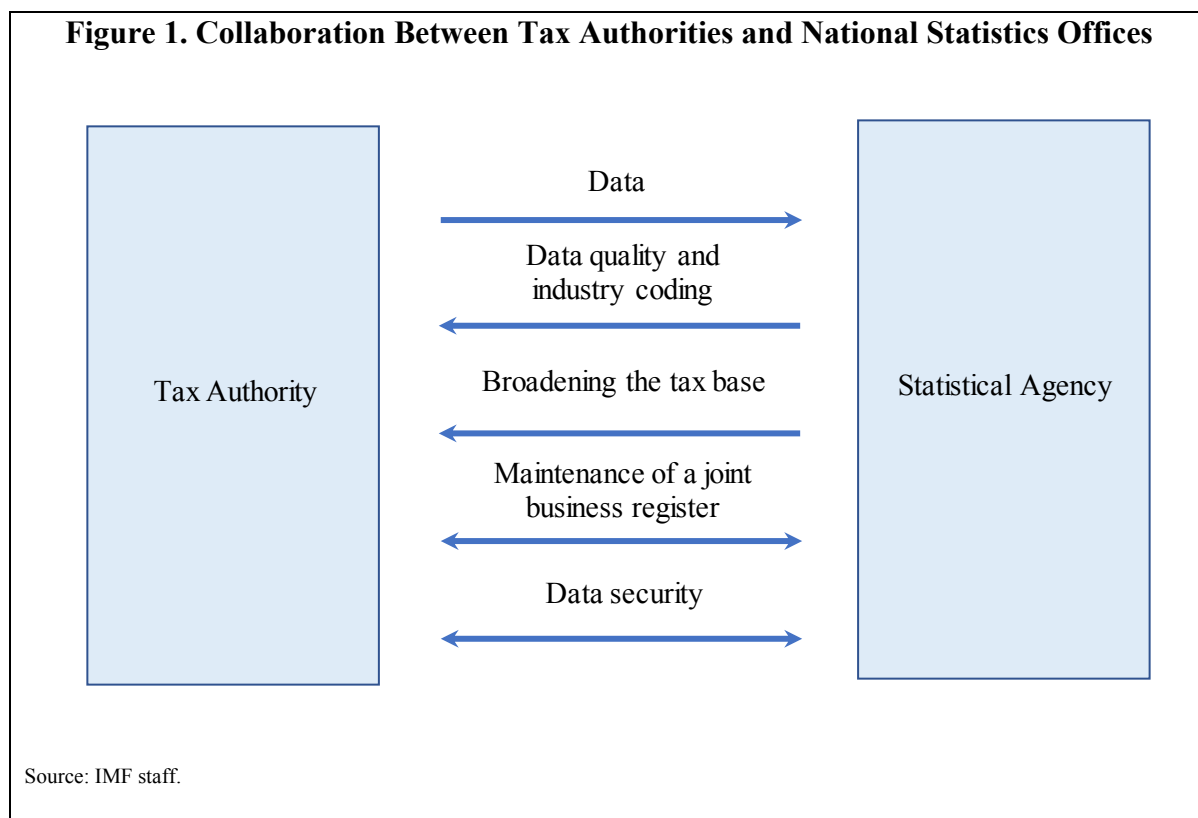 Figure 1. Collaboration Between Tax Authorities and National Statistics Offices
Data
Data quality and
industry coding
Tax Authority
Broadening the tax base
Statistical Agency
Maintenance of a joint
business register
Data security
Source: IMF staff.